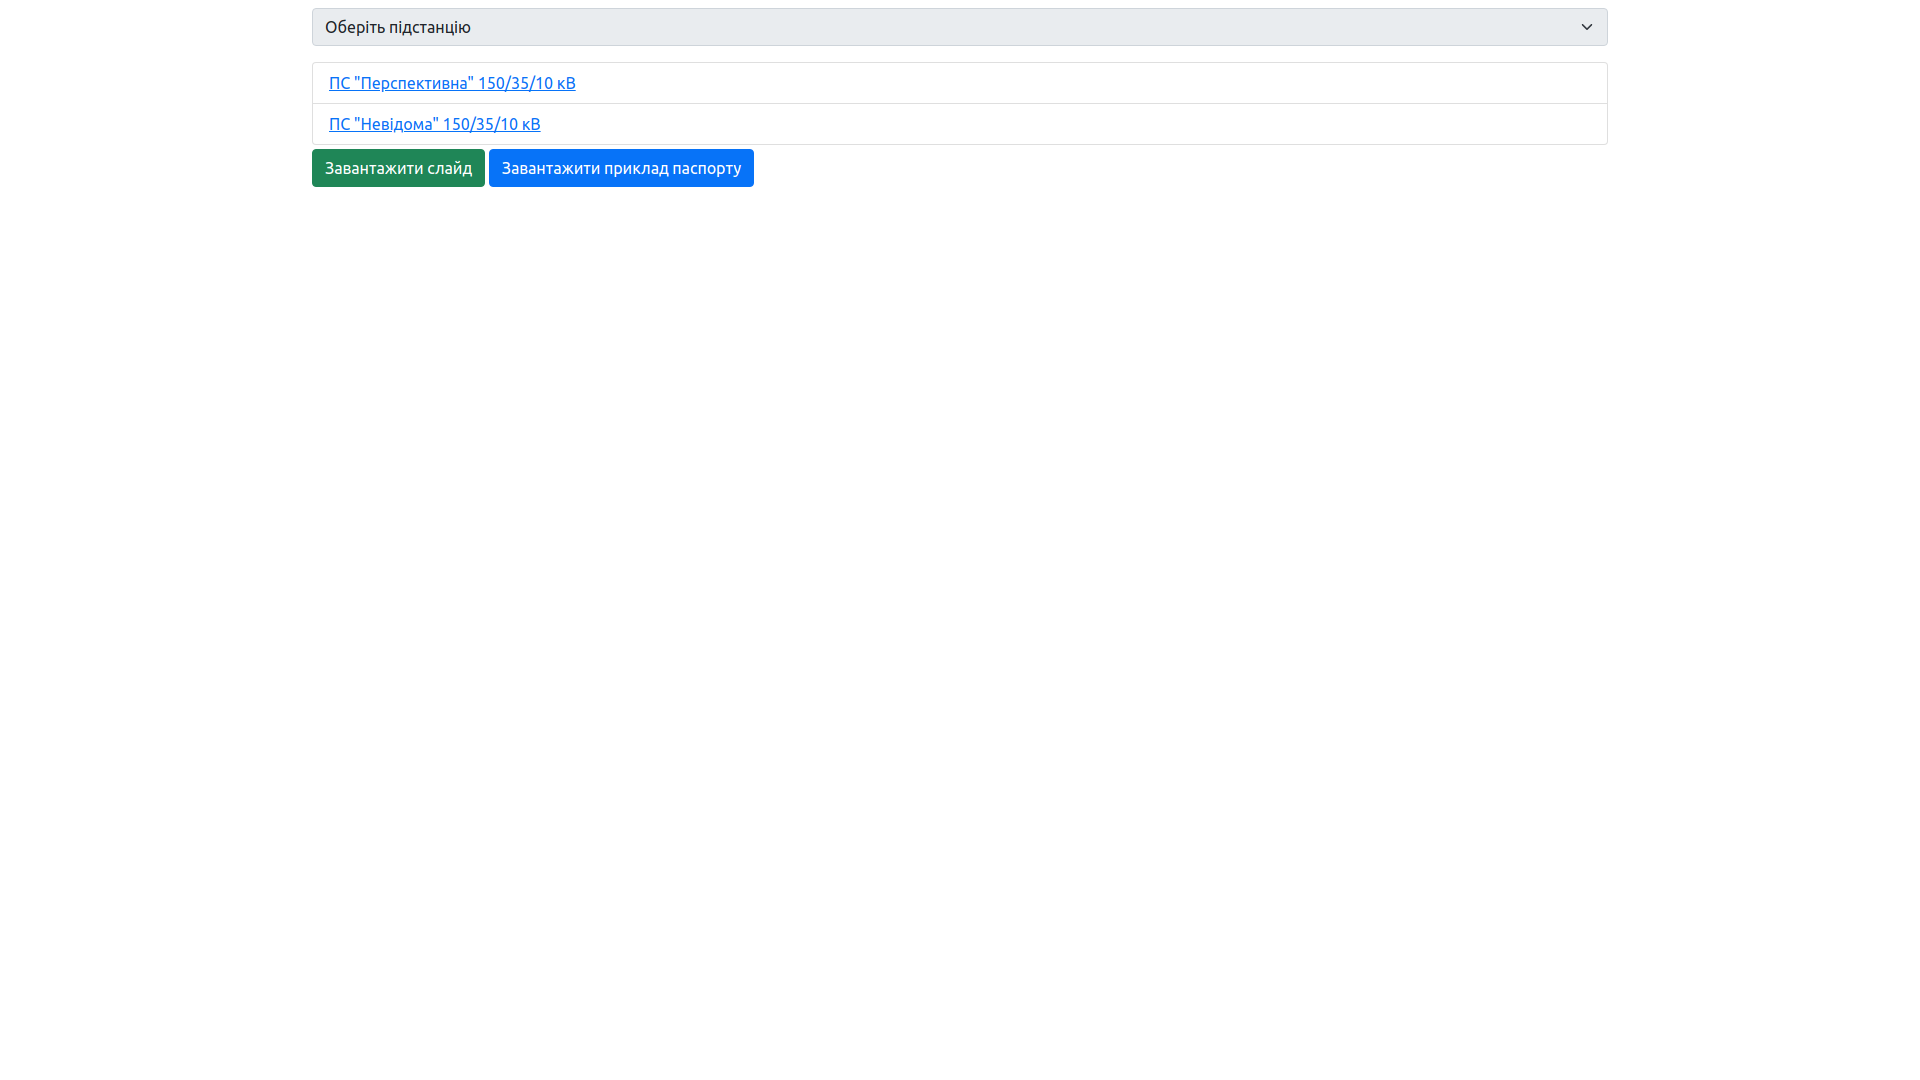 Оберіть підстанцію
ПС "Перспективна" 150/35/10 кВ
ПС "Невідома" 150/35/10 кВ
Завантажити слайд Завантажити приклад паспорту